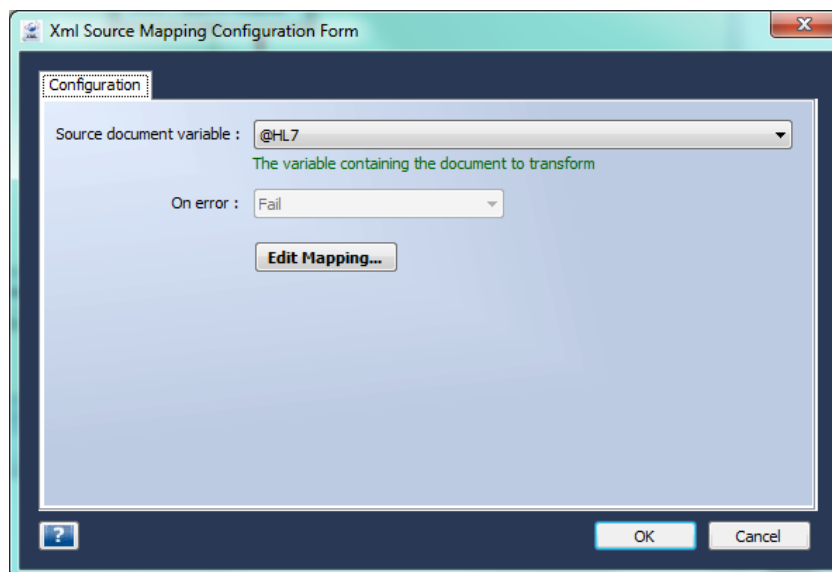 Xml Source Mapping Configuration Form
Configuration
Source document variable : @HL7
The variable containing the document to transform
On error : Fail
Edit Mapping...
? OK Cancel